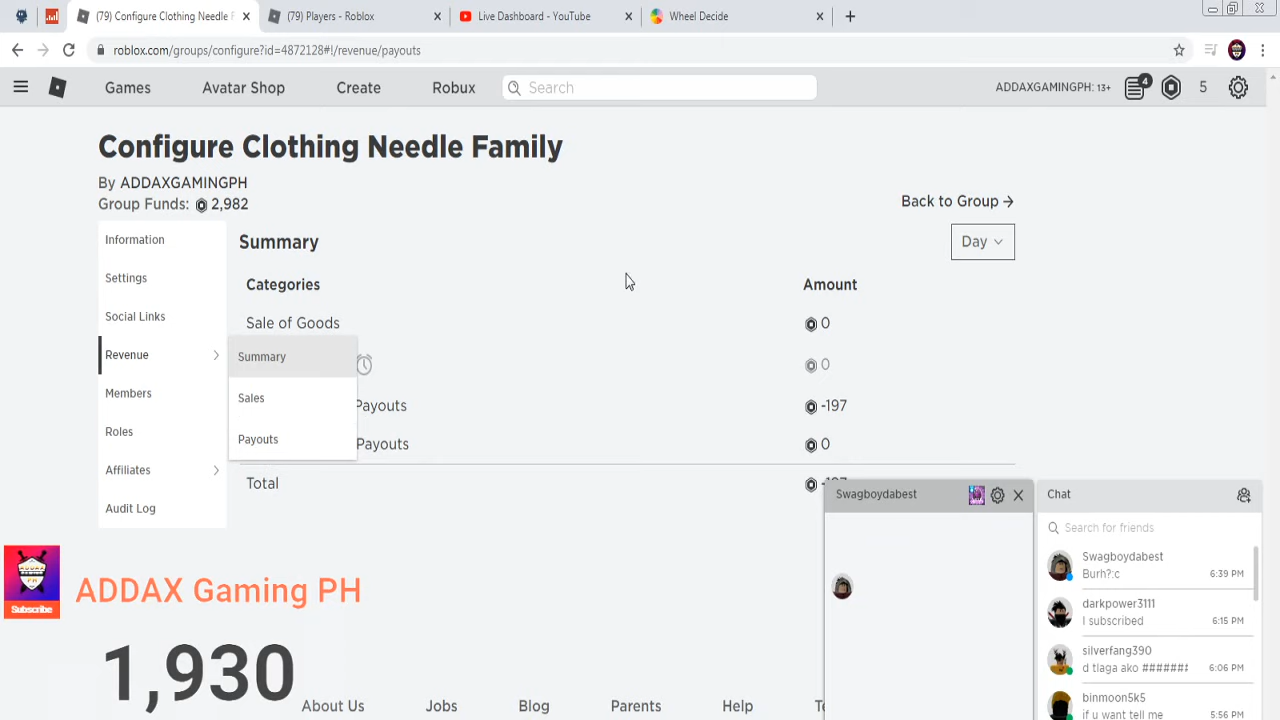 (79) Configure Clothing Needle F
(79) Players - Roblox
Live Dashboard - YouTube
Wheel Decide
roblox.com/groups/configure?id=4872128#!/revenue/payouts
Games
Avatar Shop
Create
Robux
Search
ADDAXGAMINGPH: 13+
4
5
Configure Clothing Needle Family
By ADDAXGAMINGPH
Group Funds: 2,982
Back to Group →
Information
Settings
Social Links
Revenue
Members
Roles
Affiliates
Audit Log
Summary
Day
Categories
Amount
Sale of Goods
0
Summary
0
Sales
Payouts
-197
Payouts
Payouts
0
Total
Swagboydabest
Chat
Search for friends
Swagboydabest
Burh?:c
6:39 PM
darkpower3111
I subscribed
6:15 PM
silverfang390
d tlaga ako #######
6:06 PM
binmoon5k5
if u want tell me
5:56 PM
Subscribe
ADDAX Gaming PH
1,930
About Us
Jobs
Blog
Parents
Help